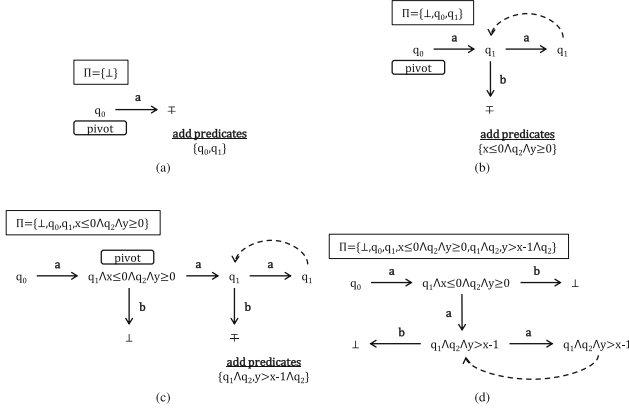 Π={⊥}
a
q₀ ∓
pivot
add predicates
{q₀,q₁}
(a)
Π={⊥,q₀,q₁}
a a
q₀ q₁ q₁
pivot
b
∓
add predicates
{x≤0∧q₂∧y≥0}
(b)
Π={⊥,q₀,q₁,x≤0∧q₂∧y≥0}
pivot
a a a
q₀ q₁∧x≤0∧q₂∧y≥0 q₁ q₁
b b
⊥ ∓
add predicates
{q₁∧q₂,y>x-1∧q₂}
(c)
Π={⊥,q₀,q₁,x≤0∧q₂∧y≥0,q₁∧q₂,y>x-1∧q₂}
a b
q₀ q₁∧x≤0∧q₂∧y≥0 ⊥
a
b a
⊥ q₁∧q₂∧y>x-1 q₁∧q₂∧y>x-1
(d)